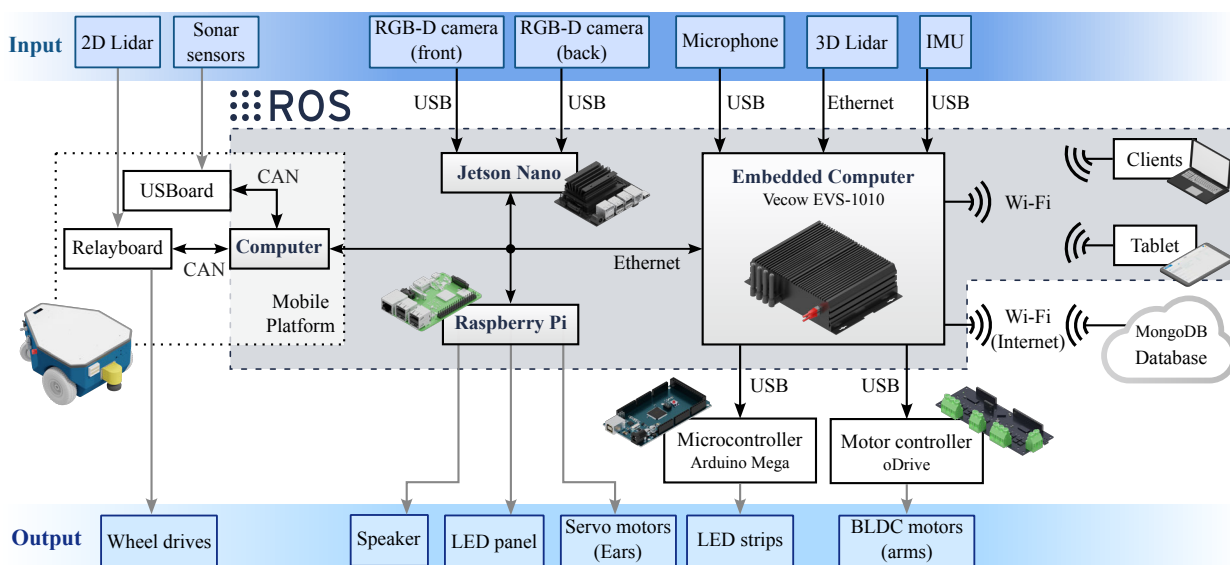 Input
2D Lidar
Sonar
sensors
RGB-D camera
(front)
RGB-D camera
(back)
Microphone
3D Lidar
IMU
USB
USB
USB
Ethernet
USB
ROS
Jetson Nano
Embedded Computer
Vecow EVS-1010
Clients
USBoard
CAN
Wi-Fi
Relayboard
CAN
Computer
Ethernet
Tablet
Mobile
Platform
Raspberry Pi
Wi-Fi
(Internet)
MongoDB
Database
USB
USB
Microcontroller
Arduino Mega
Motor controller
oDrive
Output
Wheel drives
Speaker
LED panel
Servo motors
(Ears)
LED strips
BLDC motors
(arms)